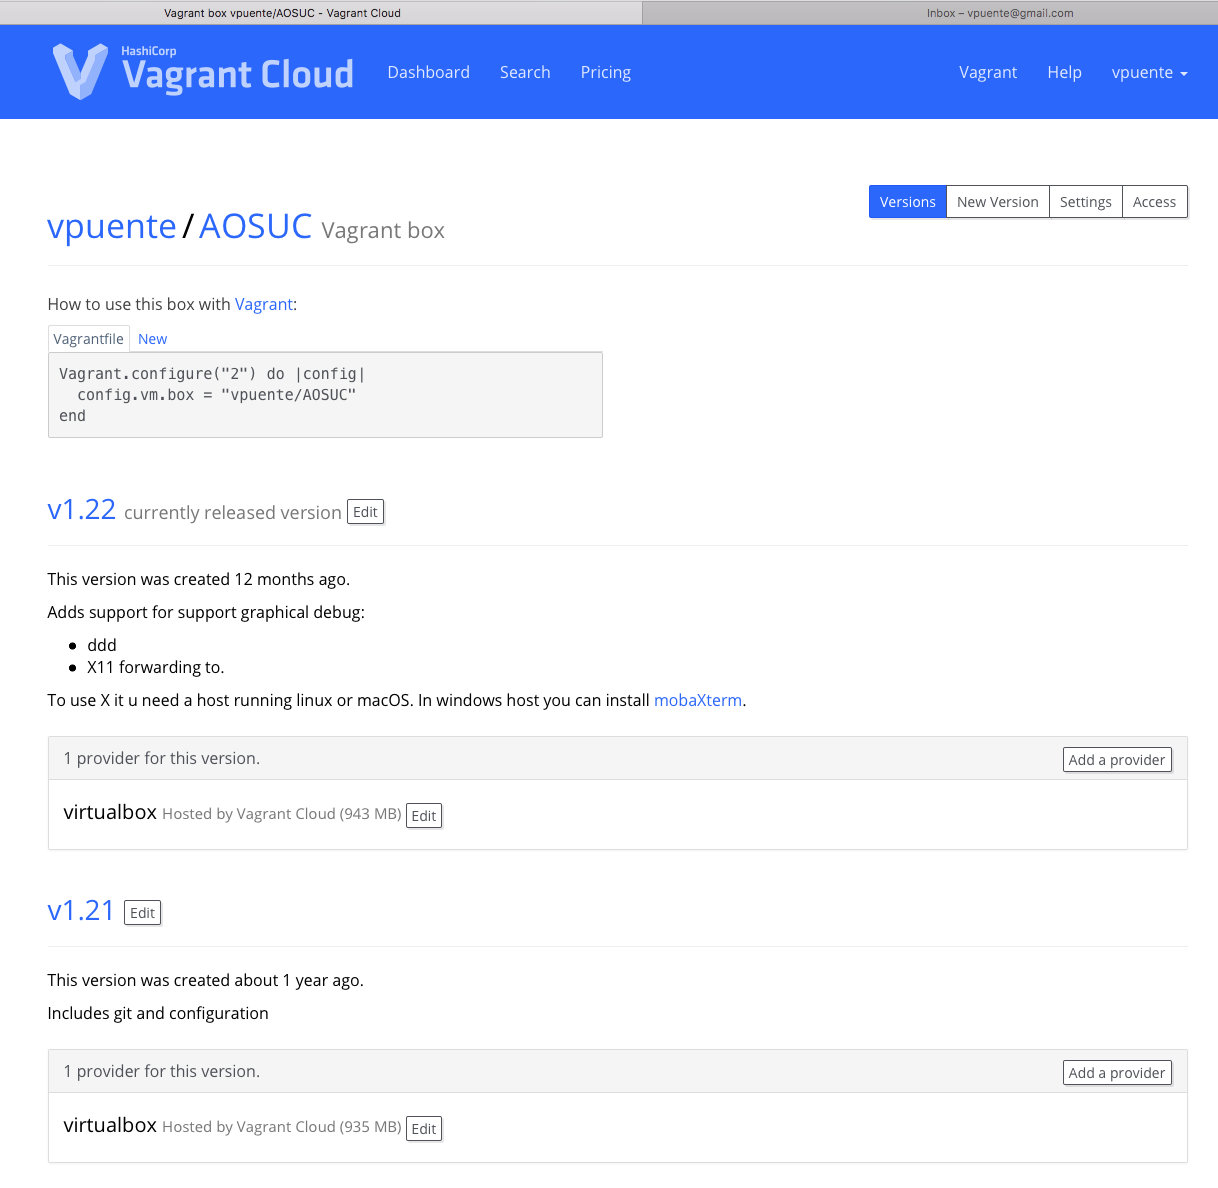 Vagrant box vpuente/AOSUC - Vagrant Cloud
Inbox – vpuente@gmail.com
HashiCorp
Vagrant Cloud
Dashboard Search Pricing Vagrant Help vpuente
Versions New Version Settings Access
vpuente/AOSUC Vagrant box
How to use this box with Vagrant:
Vagrantfile New
Vagrant.configure("2") do |config|
  config.vm.box = "vpuente/AOSUC"
end
v1.22 currently released version Edit
This version was created 12 months ago.
Adds support for support graphical debug:
● ddd
● X11 forwarding to.
To use X it u need a host running linux or macOS. In windows host you can install mobaXterm.
1 provider for this version. Add a provider
virtualbox Hosted by Vagrant Cloud (943 MB) Edit
v1.21 Edit
This version was created about 1 year ago.
Includes git and configuration
1 provider for this version. Add a provider
virtualbox Hosted by Vagrant Cloud (935 MB) Edit